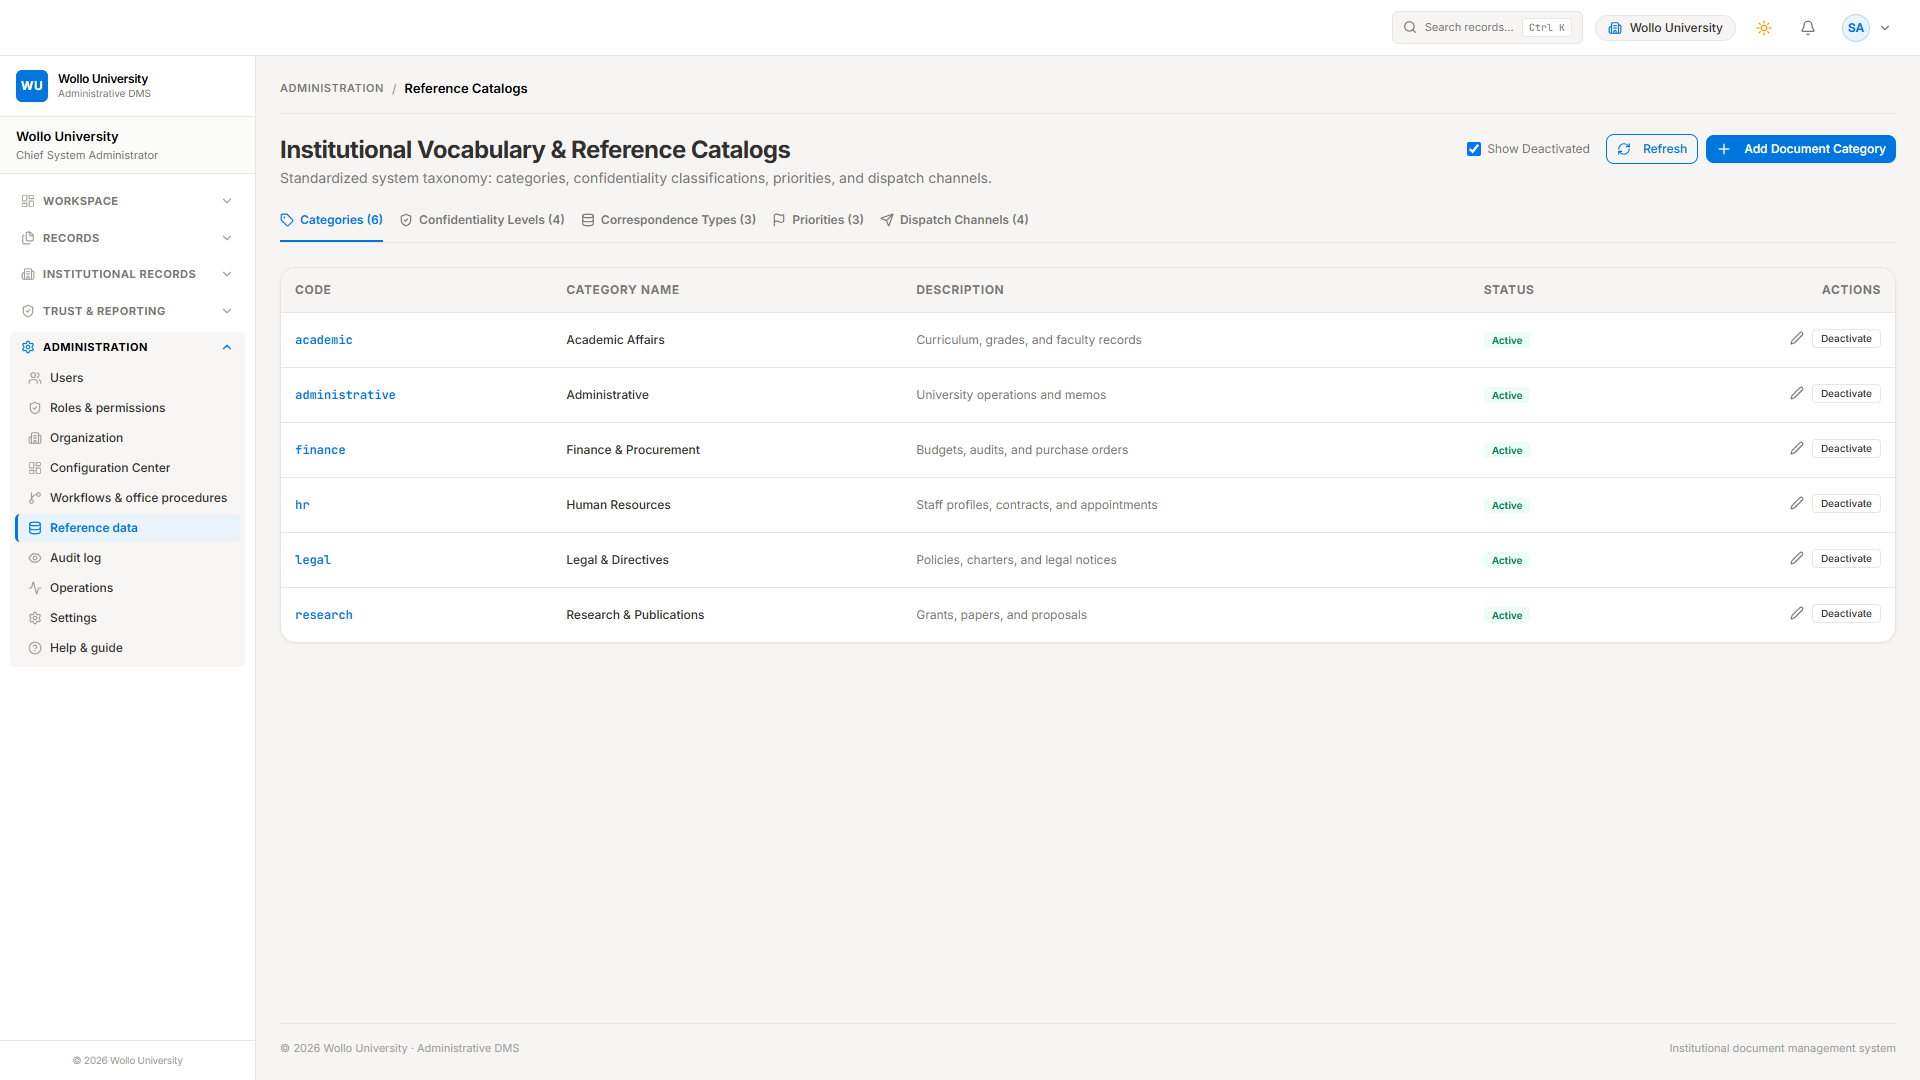 Search records... Ctrl K
Wollo University
SA
WU
Wollo University
Administrative DMS
Wollo University
Chief System Administrator
WORKSPACE
RECORDS
INSTITUTIONAL RECORDS
TRUST & REPORTING
ADMINISTRATION
Users
Roles & permissions
Organization
Configuration Center
Workflows & office procedures
Reference data
Audit log
Operations
Settings
Help & guide
© 2026 Wollo University
ADMINISTRATION / Reference Catalogs
Institutional Vocabulary & Reference Catalogs
Standardized system taxonomy: categories, confidentiality classifications, priorities, and dispatch channels.
Show Deactivated
Refresh
Add Document Category
Categories (6) Confidentiality Levels (4) Correspondence Types (3) Priorities (3) Dispatch Channels (4)
CODE CATEGORY NAME DESCRIPTION STATUS ACTIONS
academic Academic Affairs Curriculum, grades, and faculty records Active Deactivate
administrative Administrative University operations and memos Active Deactivate
finance Finance & Procurement Budgets, audits, and purchase orders Active Deactivate
hr Human Resources Staff profiles, contracts, and appointments Active Deactivate
legal Legal & Directives Policies, charters, and legal notices Active Deactivate
research Research & Publications Grants, papers, and proposals Active Deactivate
© 2026 Wollo University · Administrative DMS
Institutional document management system